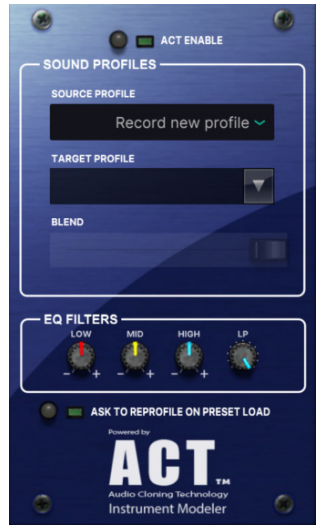 ACT ENABLE
SOUND PROFILES
SOURCE PROFILE
Record new profile
TARGET PROFILE
BLEND
EQ FILTERS
LOW MID HIGH LP
- + - + - +
ASK TO REPROFILE ON PRESET LOAD
Powered by
ACT™
Audio Cloning Technology
Instrument Modeler